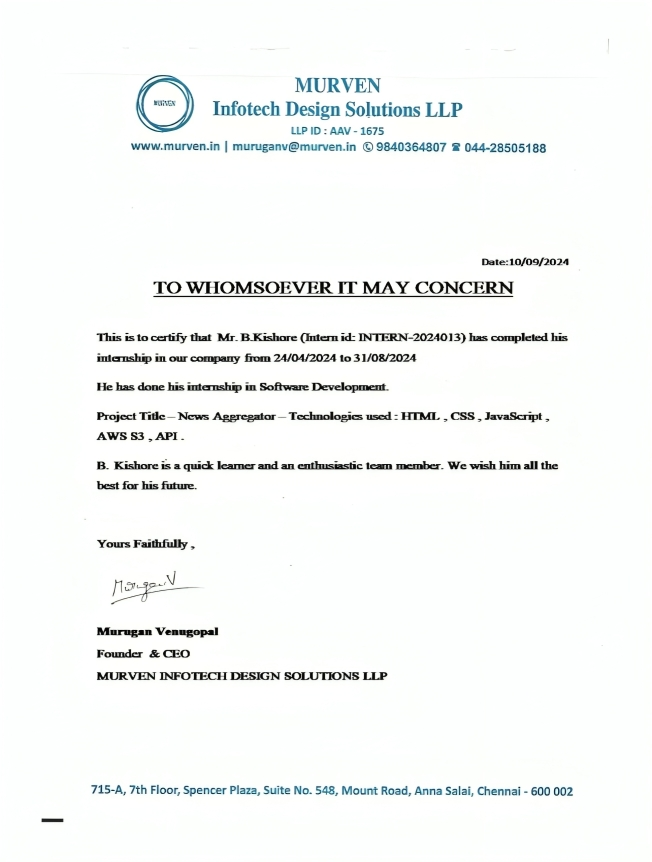 MURVEN
MURVEN
Infotech Design Solutions LLP
LLP ID : AAV - 1675
www.murven.in | muruganv@murven.in ✆ 9840364807 ☎ 044-28505188
Date:10/09/2024
TO WHOMSOEVER IT MAY CONCERN
This is to certify that Mr. B.Kishore (Intern id: INTERN-2024013) has completed his
internship in our company from 24/04/2024 to 31/08/2024
He has done his internship in Software Development.
Project Title – News Aggregator – Technologies used : HTML , CSS , JavaScript ,
AWS S3 , API .
B. Kishore is a quick learner and an enthusiastic team member. We wish him all the
best for his future.
Yours Faithfully ,
Murugan V
Murugan Venugopal
Founder & CEO
MURVEN INFOTECH DESIGN SOLUTIONS LLP
715-A, 7th Floor, Spencer Plaza, Suite No. 548, Mount Road, Anna Salai, Chennai - 600 002